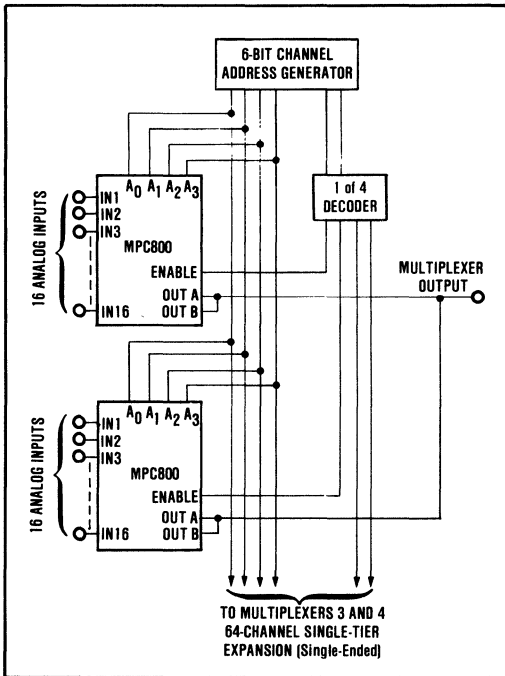 6-BIT CHANNEL
ADDRESS GENERATOR
A0 A1 A2 A3
1 of 4
DECODER
16 ANALOG INPUTS
IN1
IN2
IN3
IN16
MPC800
ENABLE
OUT A
OUT B
MULTIPLEXER
OUTPUT
A0 A1 A2 A3
16 ANALOG INPUTS
IN1
IN2
IN3
IN16
MPC800
ENABLE
OUT A
OUT B
TO MULTIPLEXERS 3 AND 4
64-CHANNEL SINGLE-TIER
EXPANSION (Single-Ended)